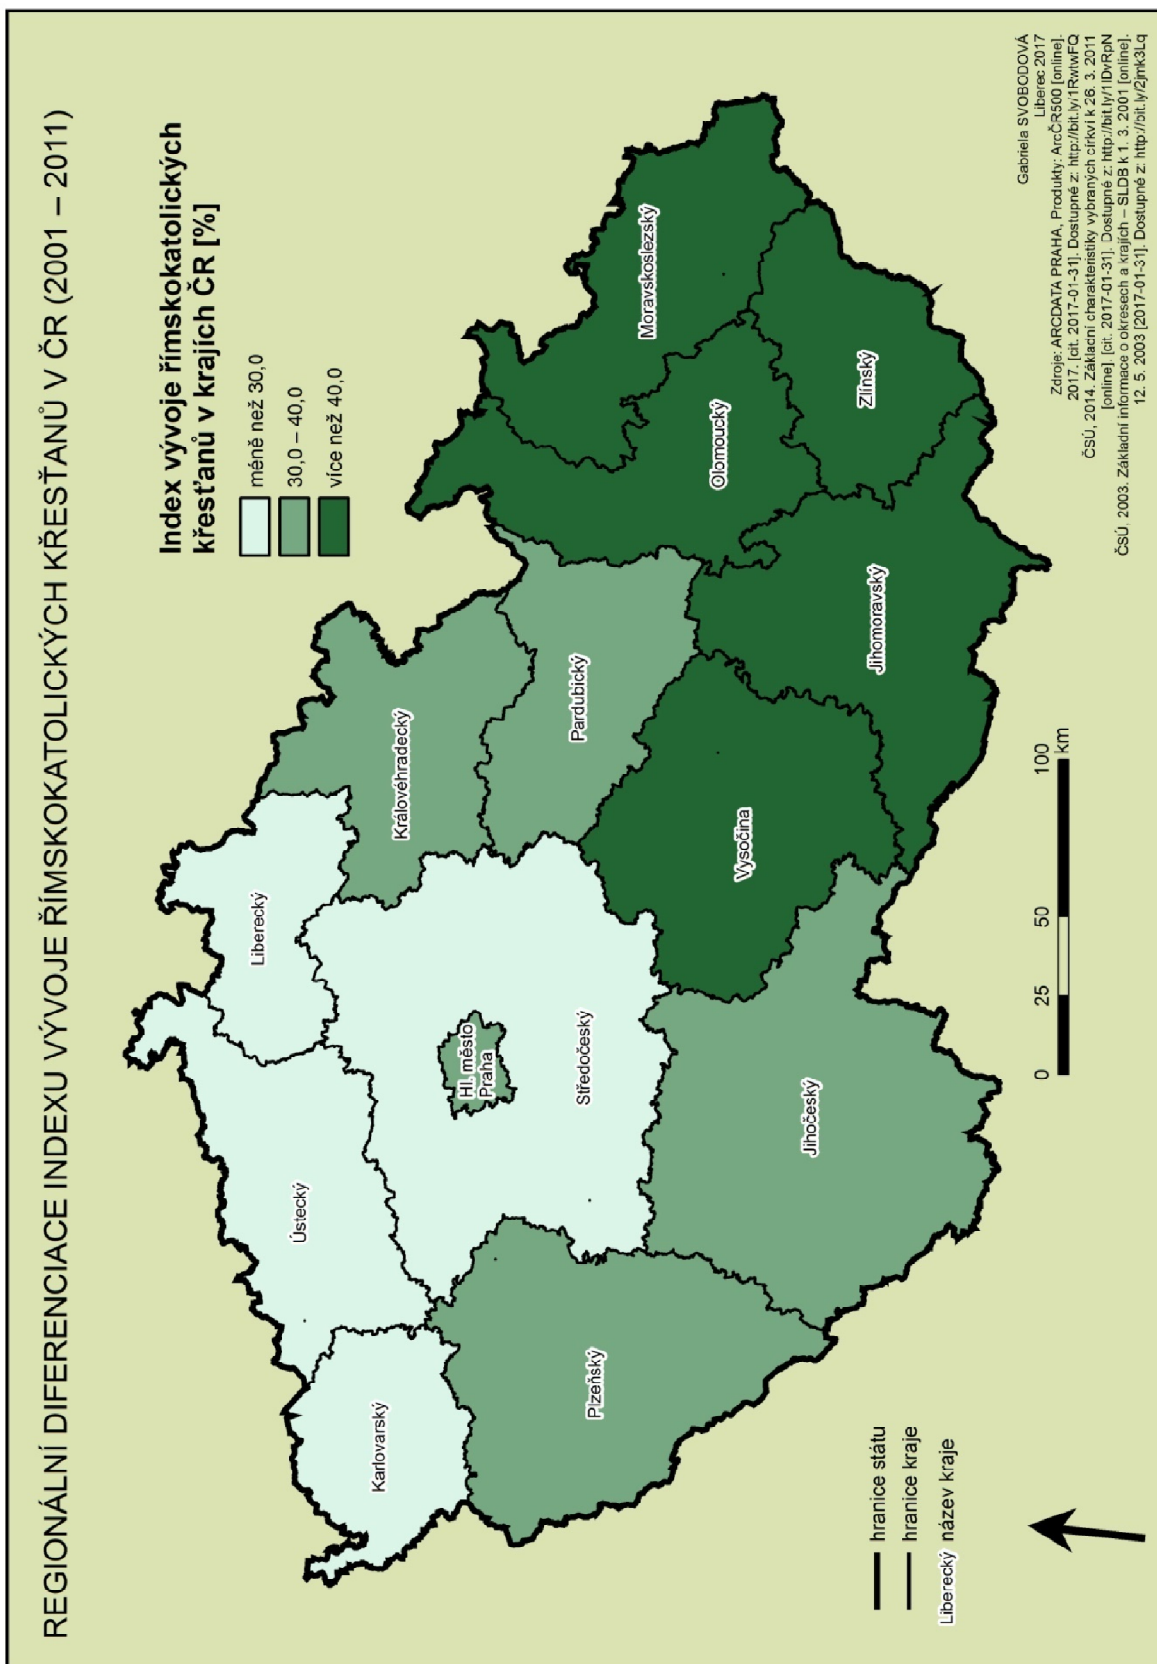 REGIONÁLNÍ DIFERENCIACE INDEXU VÝVOJE ŘÍMSKOKATOLICKÝCH KŘESŤANŮ V ČR (2001 – 2011)
Index vývoje římskokatolických
křesťanů v krajích ČR [%]
méně než 30,0
30,0 – 40,0
více než 40,0
Liberecký
Ústecký
Karlovarský
Královéhradecký
Hl. město
Praha
Středočeský
Pardubický
Plzeňský
Moravskoslezský
Olomoucký
Vysočina
Jihočeský
Zlínský
Jihomoravský
hranice státu
hranice kraje
Liberecký název kraje
0 25 50 100
km
Gabriela SVOBODOVÁ
Liberec 2017
Zdroje: ARCDATA PRAHA, Produkty: ArcČR500 [online].
2017. [cit. 2017-01-31]. Dostupné z: http://bit.ly/1RwtwFQ
ČSÚ, 2014. Základní charakteristiky vybraných církví k 26. 3. 2011
[online]. [cit. 2017-01-31]. Dostupné z: http://bit.ly/1IDvRpN
ČSÚ, 2003. Základní informace o okresech a krajích – SLDB k 1. 3. 2001 [online].
12. 5. 2003 [2017-01-31]. Dostupné z: http://bit.ly/2jmk3Lq